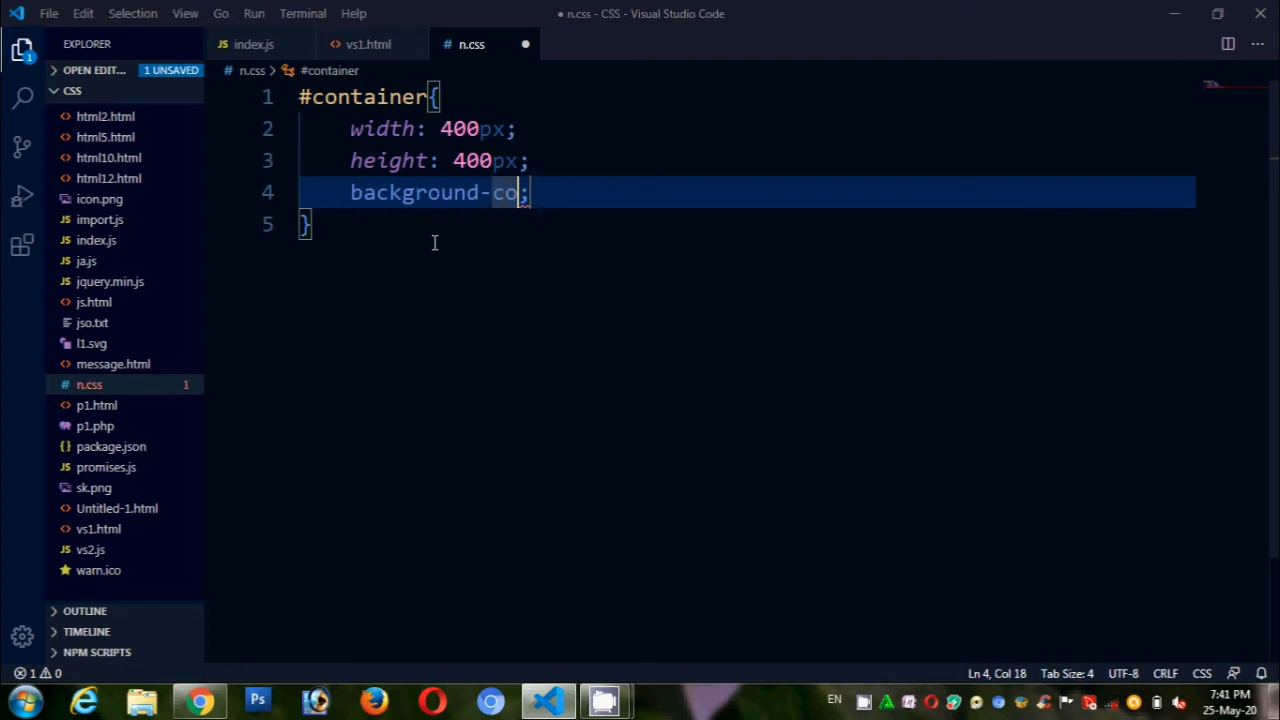 File Edit Selection View Go Run Terminal Help
● n.css - CSS - Visual Studio Code
EXPLORER
index.js
vs1.html
n.css
OPEN EDIT... 1 UNSAVED
n.css > #container
CSS
html2.html
html5.html
html10.html
html12.html
icon.png
import.js
index.js
ja.js
jquery.min.js
js.html
jso.txt
l1.svg
message.html
n.css 1
p1.html
p1.php
package.json
promises.js
sk.png
Untitled-1.html
vs1.html
vs2.js
warn.ico
OUTLINE
TIMELINE
NPM SCRIPTS
1 #container{
2 width: 400px;
3 height: 400px;
4 background-co;
5 }
1 0
Ln 4, Col 18 Tab Size: 4 UTF-8 CRLF CSS
Ps
EN
7:41 PM
25-May-20